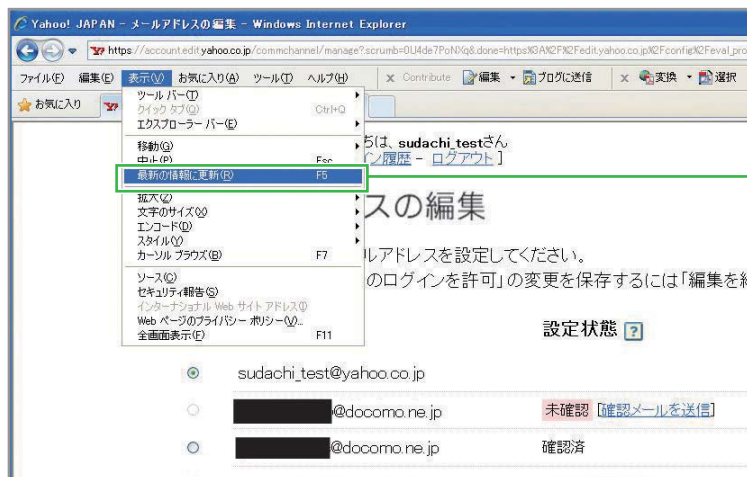 Yahoo! JAPAN - メールアドレスの編集 - Windows Internet Explorer
https://account.edit.yahoo.co.jp/commchannel/manage?.scrumb=0U4de7PoNXq&.done=https%3A%2F%2Fedit.yahoo.co.jp%2Fconfig%2Feval_pro
ファイル(F) 編集(E) 表示(V) お気に入り(A) ツール(T) ヘルプ(H) x Contribute 編集 ブログに送信 x 変換 選択
お気に入り
ツール バー(T)
クイック タブ(Q) Ctrl+Q
エクスプローラー バー(E)
移動(G)
中止(P) Esc
最新の情報に更新(R) F5
拡大(Z)
文字のサイズ(X)
エンコード(D)
スタイル(Y)
カーソル ブラウズ(B) F7
ソース(C)
セキュリティ報告(S)
インターナショナル Web サイト アドレス(I)
Web ページのプライバシー ポリシー(V)...
全画面表示(F) F11
ちは、sudachi_testさん
イン履歴 - ログアウト ]
スの編集
ルアドレスを設定してください。
のログインを許可」の変更を保存するには「編集を
設定状態 ?
sudachi_test@yahoo.co.jp
@docomo.ne.jp 未確認 [確認メールを送信]
@docomo.ne.jp 確認済